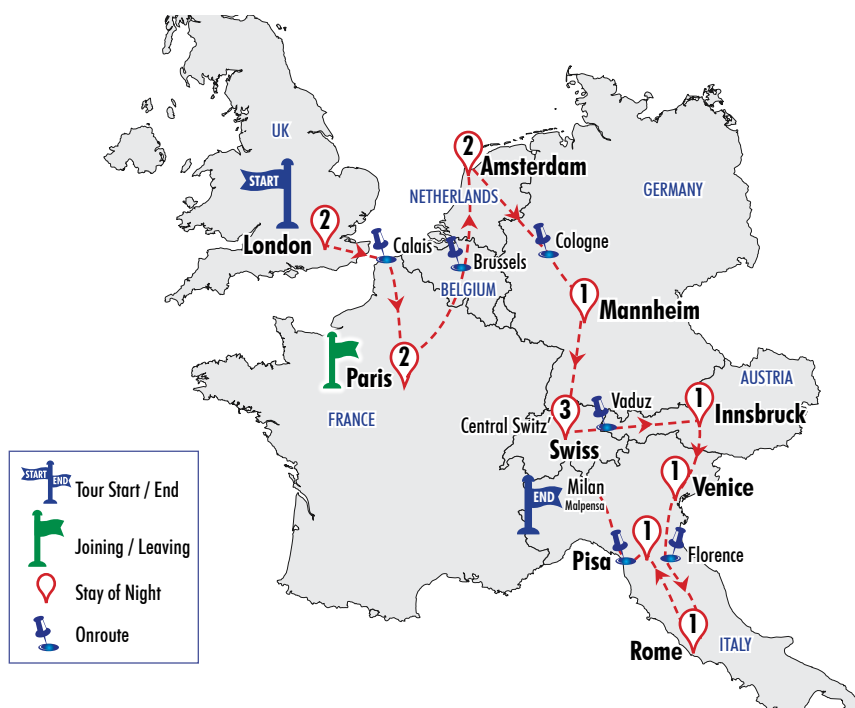 UK
START
2
London
Calais
2
Amsterdam
NETHERLANDS
GERMANY
Cologne
Brussels
BELGIUM
1
Mannheim
2
Paris
FRANCE
AUSTRIA
3
Central Switz'
Swiss
Vaduz
1
Innsbruck
1
Venice
END
Milan
Malpensa
1
Pisa
Florence
1
Rome
ITALY
START
END
Tour Start / End
Joining / Leaving
Stay of Night
Onroute